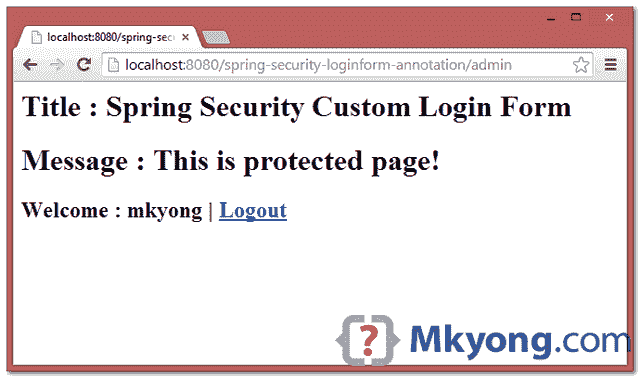 localhost:8080/spring-sec
localhost:8080/spring-security-loginform-annotation/admin
Title : Spring Security Custom Login Form
Message : This is protected page!
Welcome : mkyong | Logout
{?} Mkyong.com